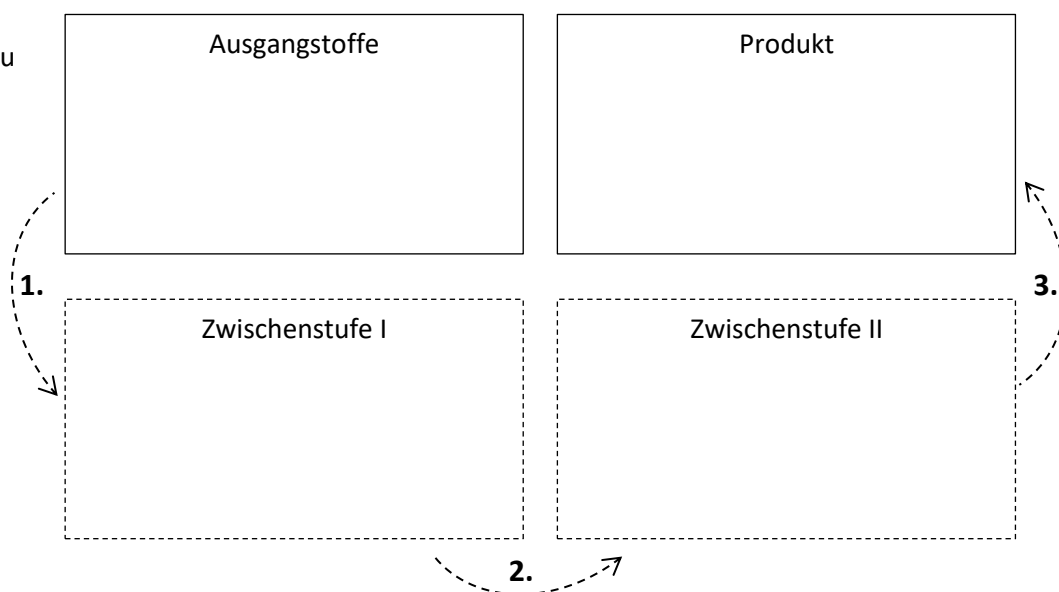 u
Ausgangstoffe
Produkt
1.
3.
Zwischenstufe I
Zwischenstufe II
2.